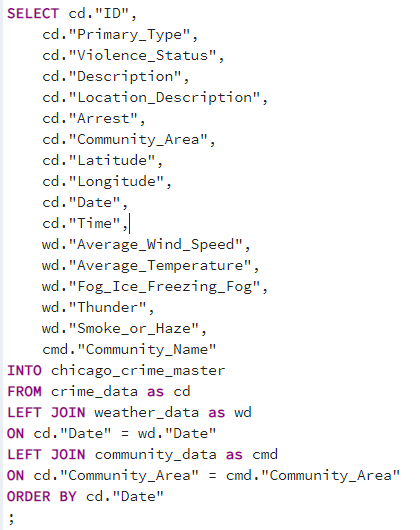 SELECT cd."ID",
    cd."Primary_Type",
    cd."Violence_Status",
    cd."Description",
    cd."Location_Description",
    cd."Arrest",
    cd."Community_Area",
    cd."Latitude",
    cd."Longitude",
    cd."Date",
    cd."Time",
    wd."Average_Wind_Speed",
    wd."Average_Temperature",
    wd."Fog_Ice_Freezing_Fog",
    wd."Thunder",
    wd."Smoke_or_Haze",
    cmd."Community_Name"
INTO chicago_crime_master
FROM crime_data as cd
LEFT JOIN weather_data as wd
ON cd."Date" = wd."Date"
LEFT JOIN community_data as cmd
ON cd."Community_Area" = cmd."Community_Area"
ORDER BY cd."Date"
;